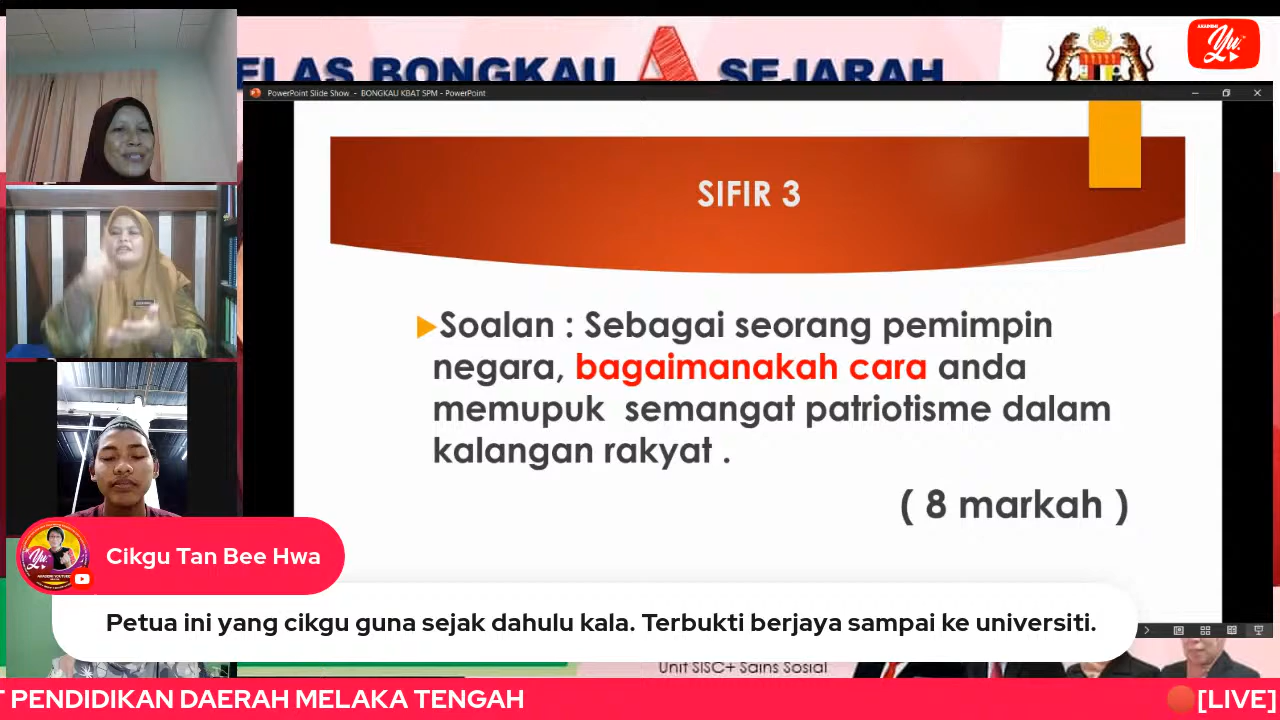 ELAS BONGKAU A SEJARAH
PowerPoint Slide Show - BONGKAU KBAT SPM - PowerPoint
SIFIR 3
Soalan : Sebagai seorang pemimpin
negara, bagaimanakah cara anda
memupuk semangat patriotisme dalam
kalangan rakyat .
( 8 markah )
Cikgu Tan Bee Hwa
Petua ini yang cikgu guna sejak dahulu kala. Terbukti berjaya sampai ke universiti.
Unit SISC+ Sains Sosial
T PENDIDIKAN DAERAH MELAKA TENGAH
[LIVE]